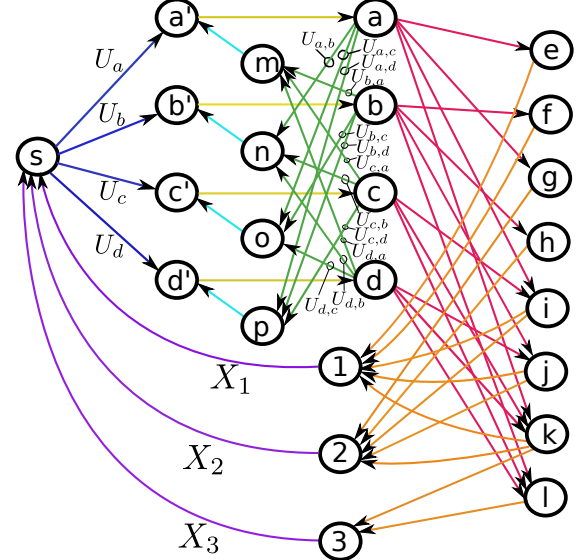 a' a
e
m
U_{a,b} U_{a,c}
U_{a,d}
U_{b,a}
U_a
b' b
f
U_b
s
n
U_{b,c}
U_{b,d}
U_{c,a}
g
U_c
c' c
U_{c,b}
U_{c,d}
U_{d,a}
o
h
U_d
d' d
U_{d,c} U_{d,b}
i
p
1
j
X_1
k
2
X_2
l
3
X_3